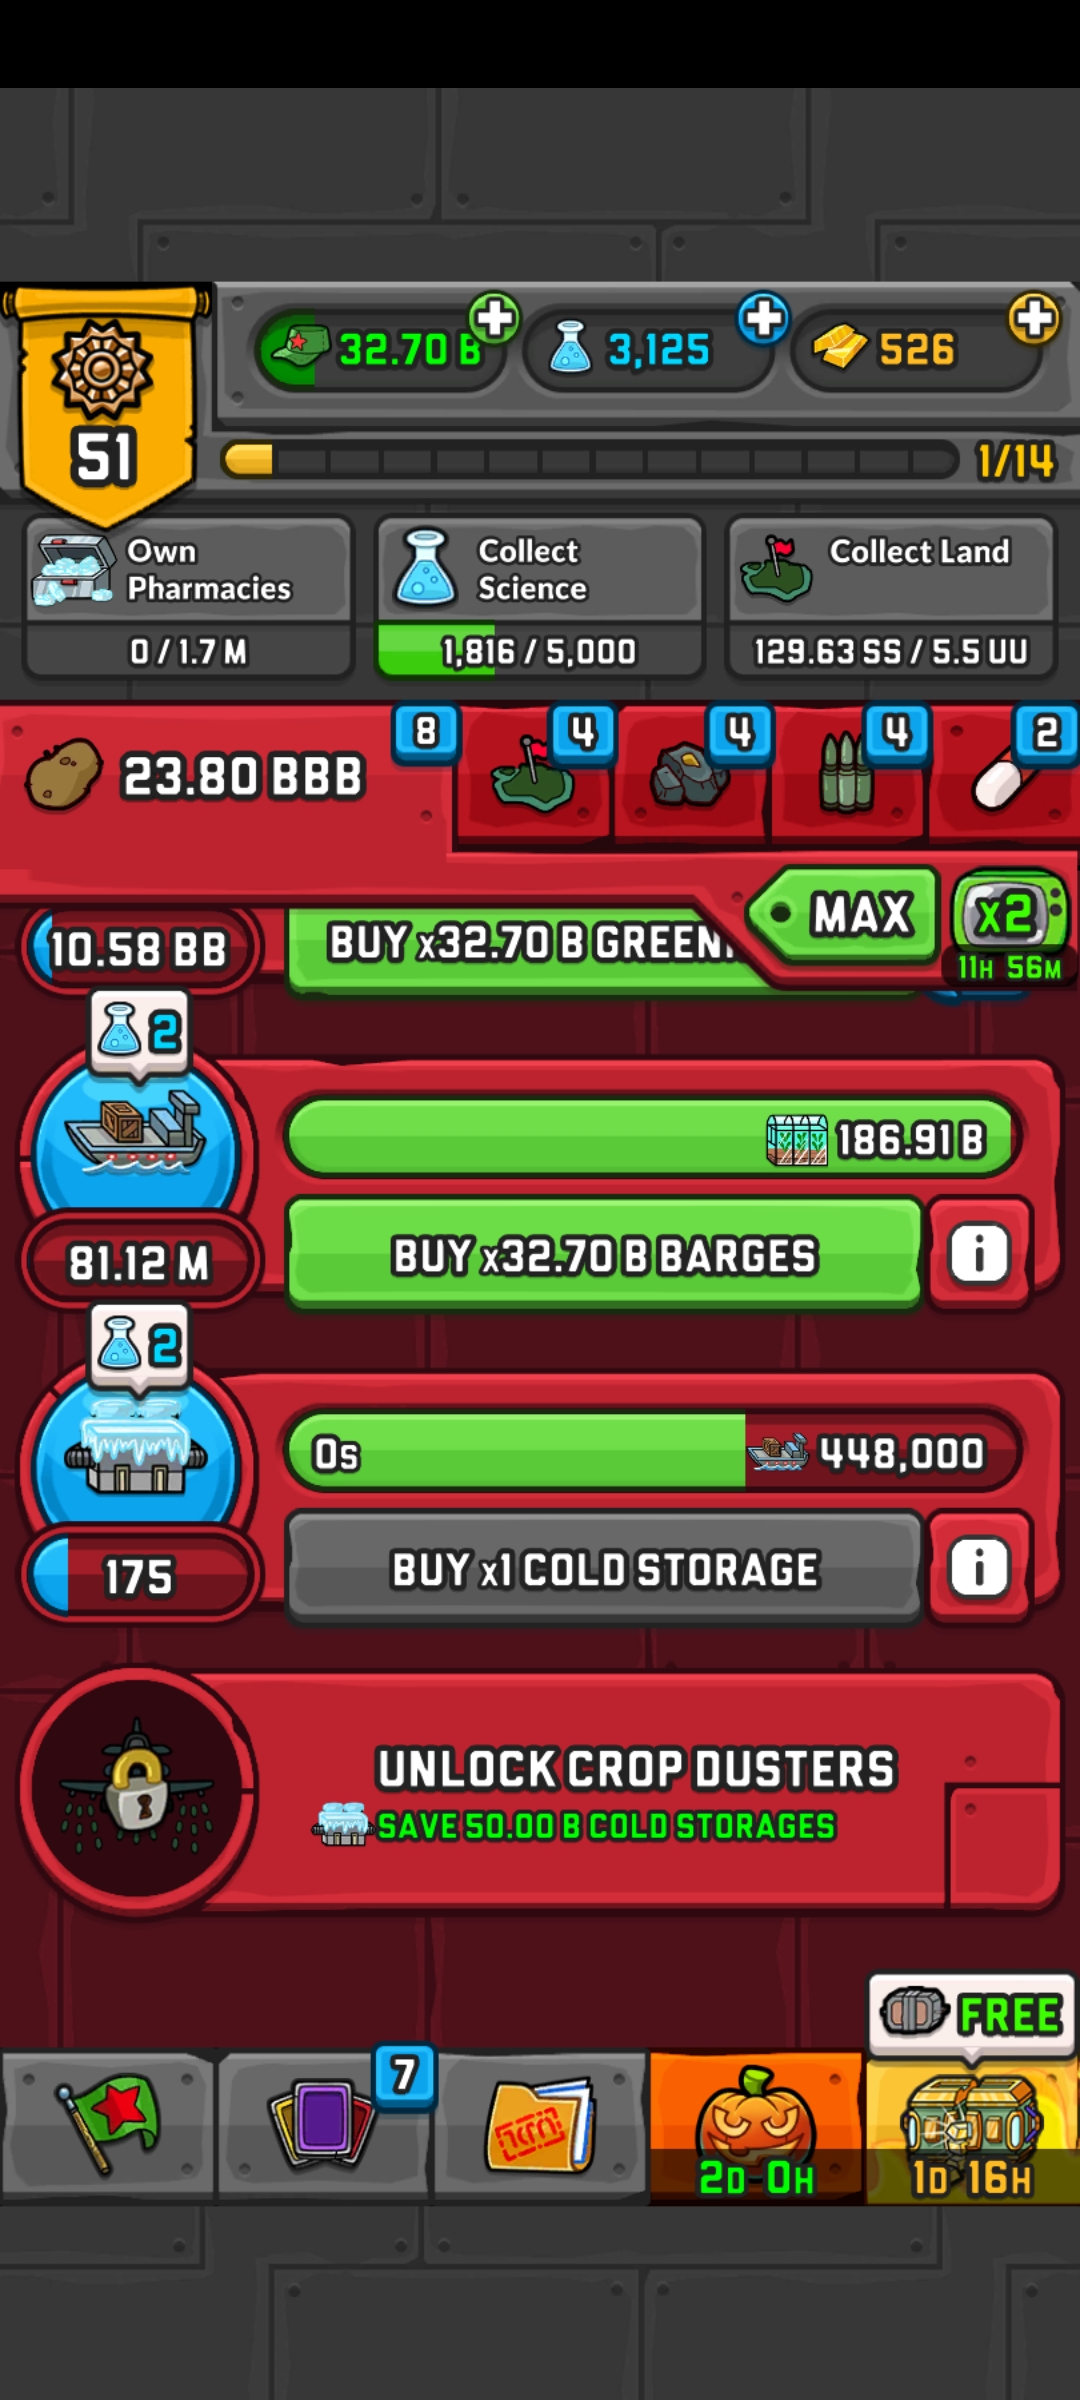 32.70 B
3,125
526
51
1/14
Own
Pharmacies
0 / 1.7 M
Collect
Science
1,816 / 5,000
Collect Land
129.63 SS / 5.5 UU
23.80 BBB
8
4
4
4
2
MAX
x2
11H 56M
10.58 BB
BUY x32.70 B
2
186.91 B
81.12 M
BUY x32.70 B BARGES
i
2
0s
448,000
175
BUY x1 COLD STORAGE
i
UNLOCK CROP DUSTERS
SAVE 50.00 B COLD STORAGES
FREE
7
2D 0H
1D 16H